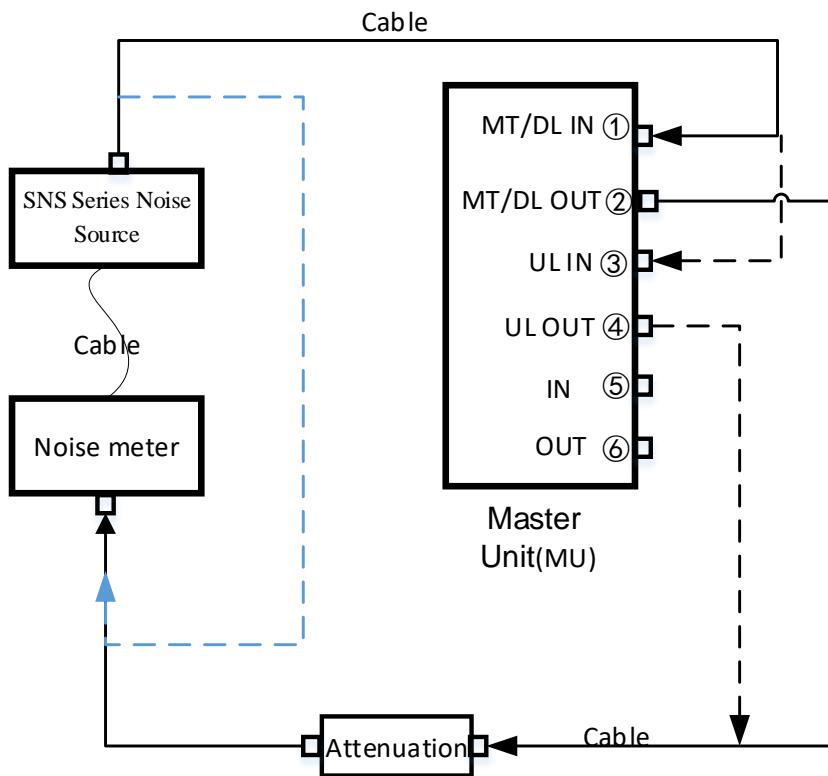 Cable
MT/DL IN ①
MT/DL OUT ②
UL IN ③
UL OUT ④
IN ⑤
OUT ⑥
Master
Unit(MU)
SNS Series Noise
Source
Cable
Noise meter
Attenuation
Cable